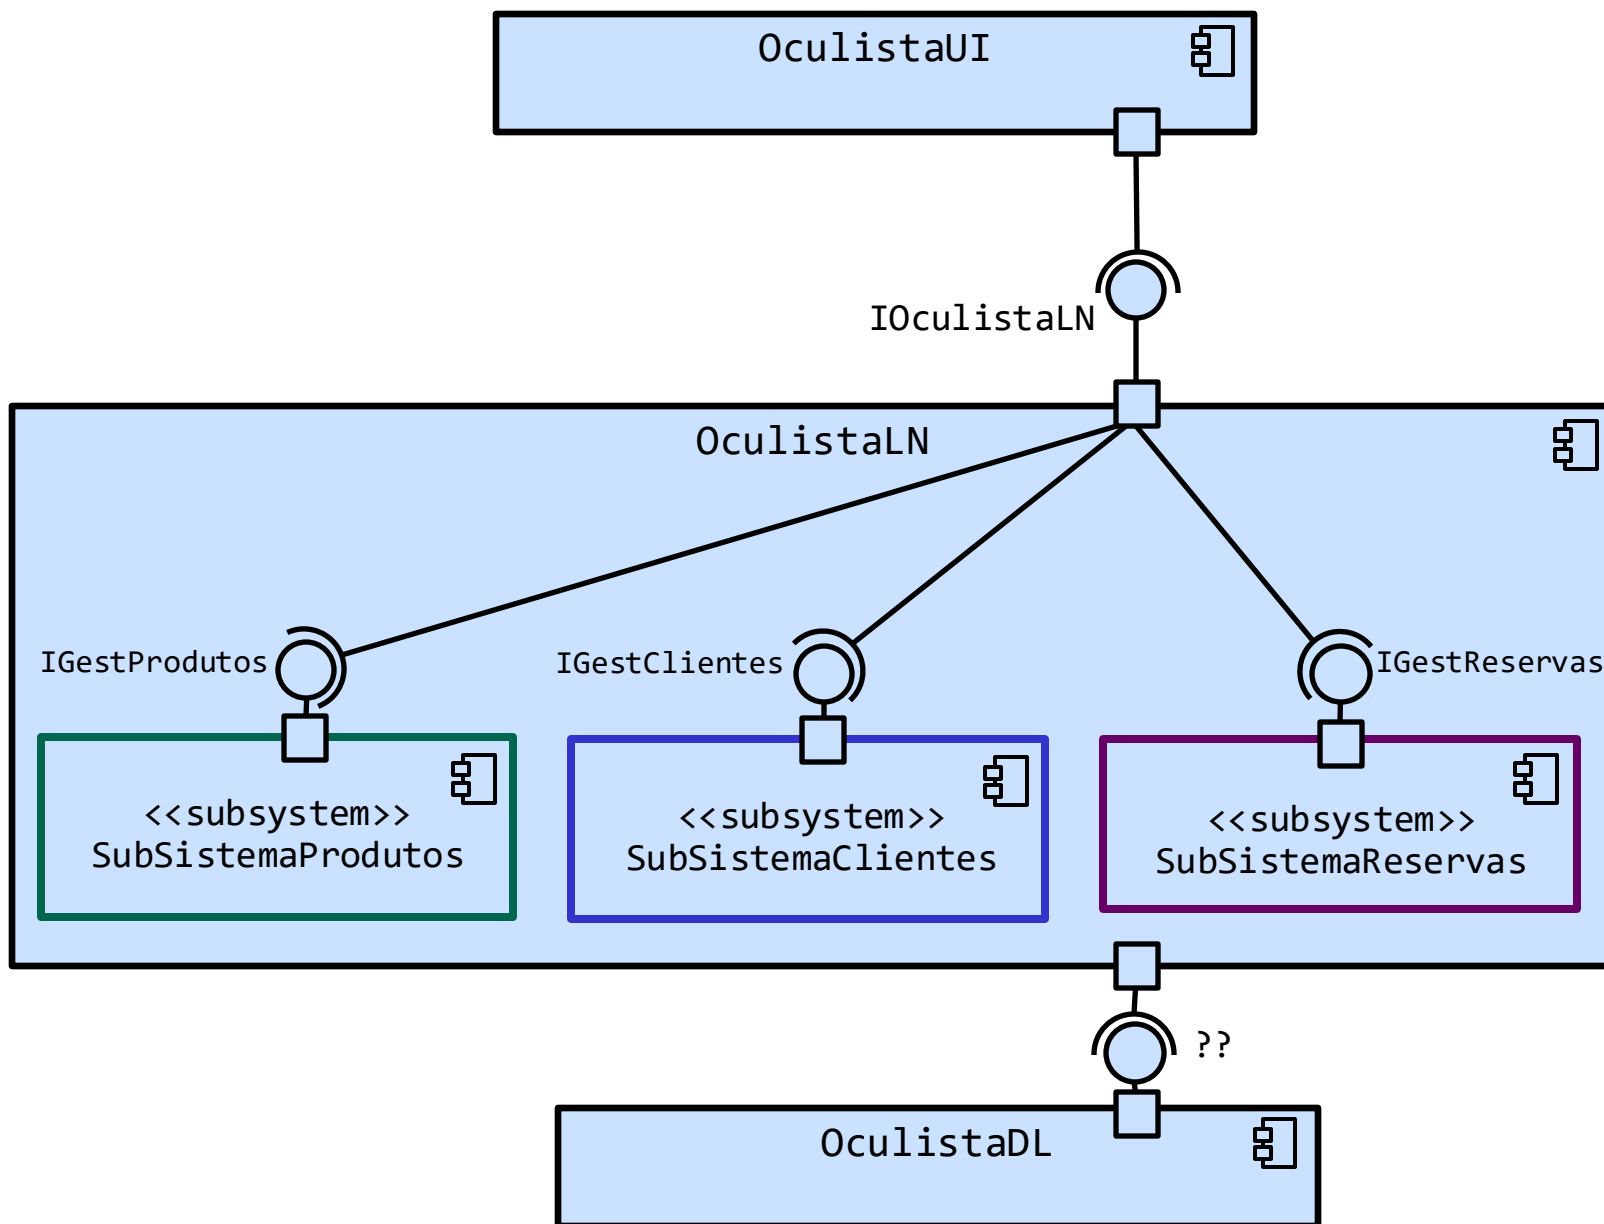 OculistaUI
IOculistaLN
OculistaLN
IGestProdutos
IGestClientes
IGestReservas
<<subsystem>>
SubSistemaProdutos
<<subsystem>>
SubSistemaClientes
<<subsystem>>
SubSistemaReservas
??
OculistaDL